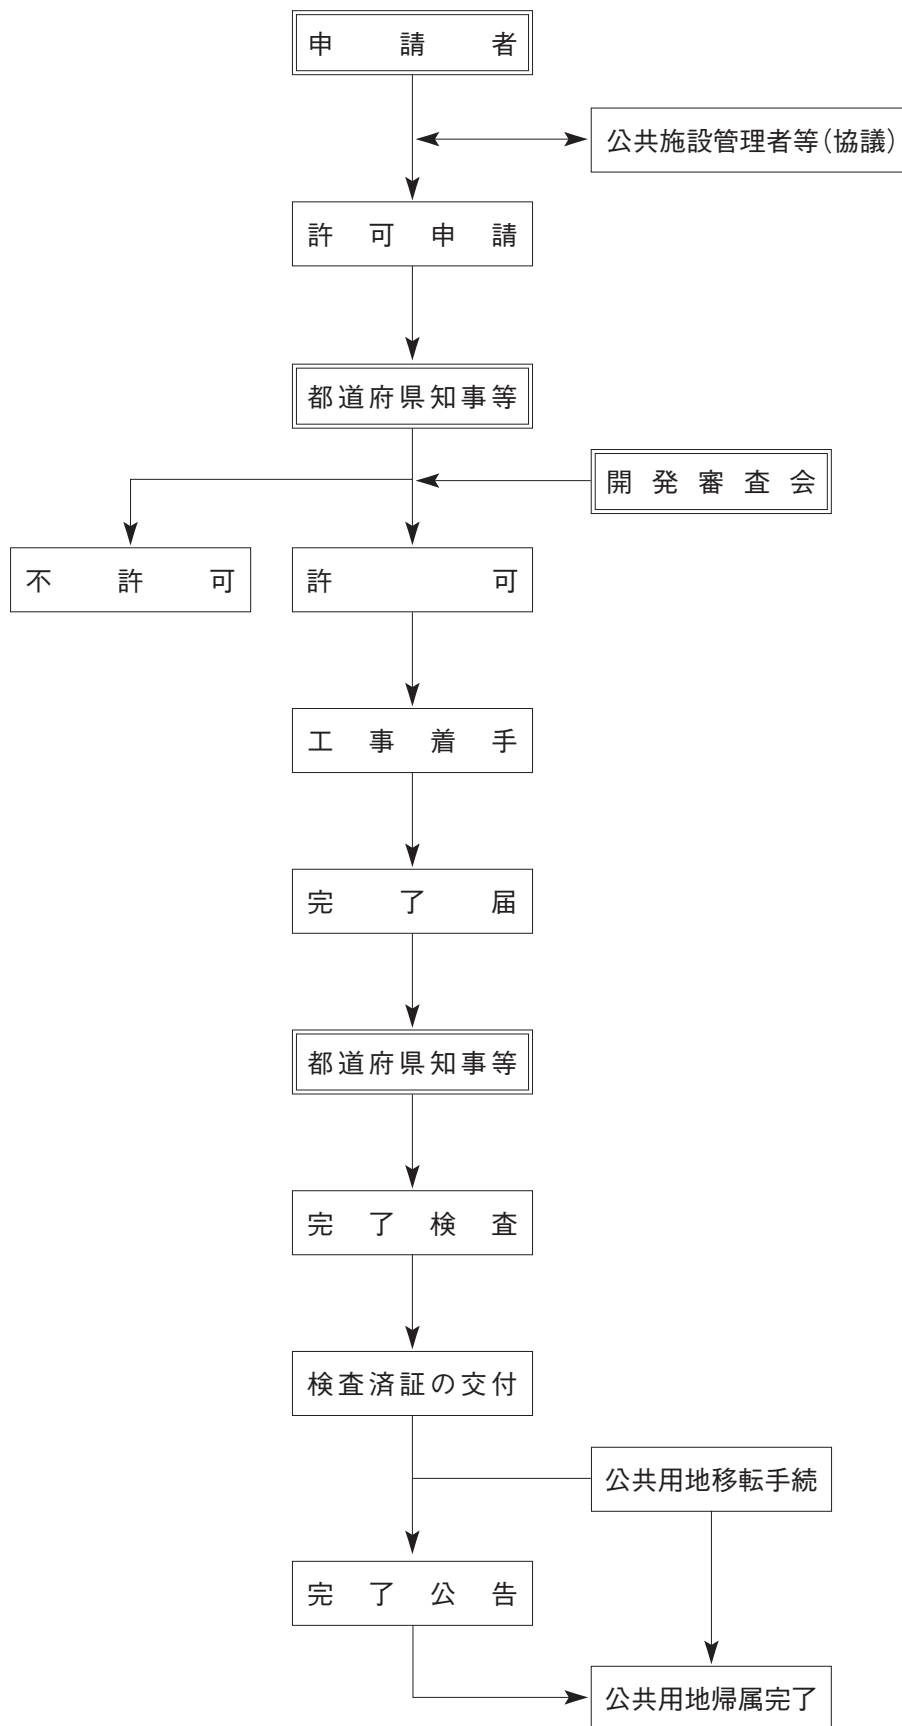 申請者
公共施設管理者等（協議）
許可申請
都道府県知事等
開発審査会
不許可
許可
工事着手
完了届
都道府県知事等
完了検査
検査済証の交付
公共用地移転手続
完了公告
公共用地帰属完了